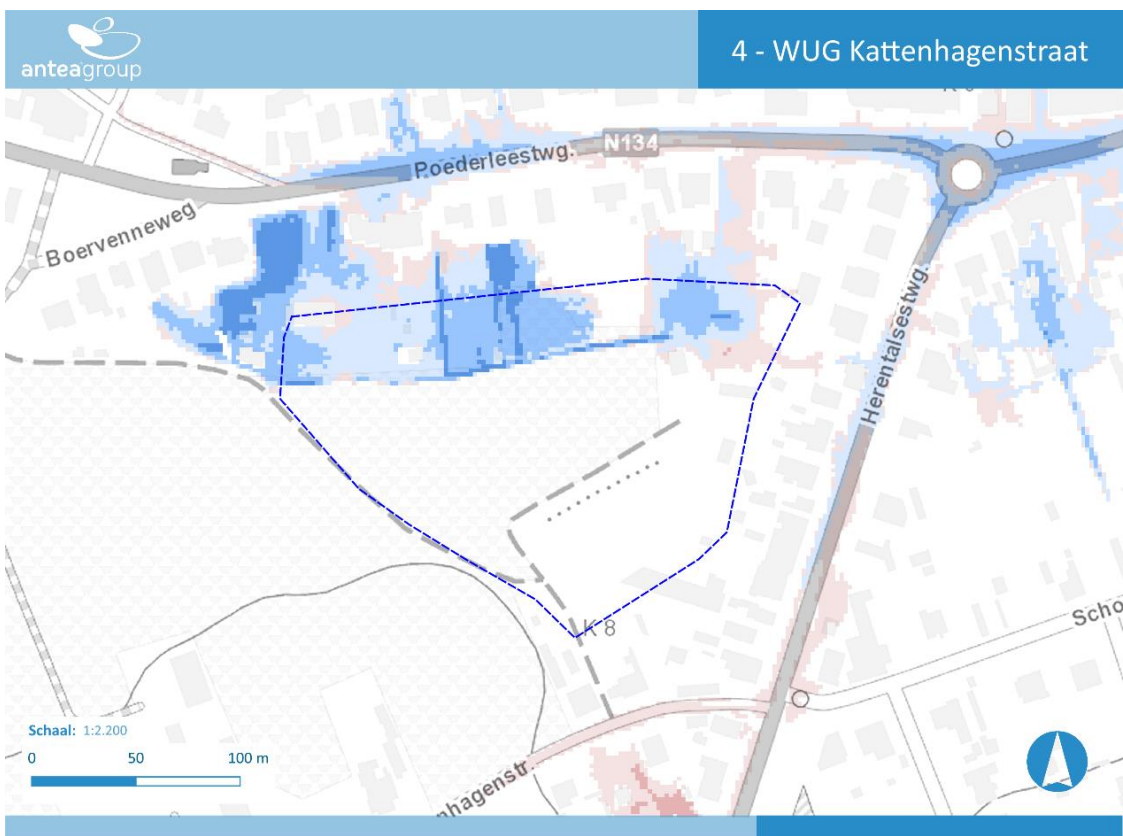 anteagroup
4 - WUG Kattenhagenstraat
N134
Poederleestwg.
Boervenneweg
Herentalsestwg.
K 8
Scho
nhagenstr.
Schaal: 1:2.200
0 50 100 m